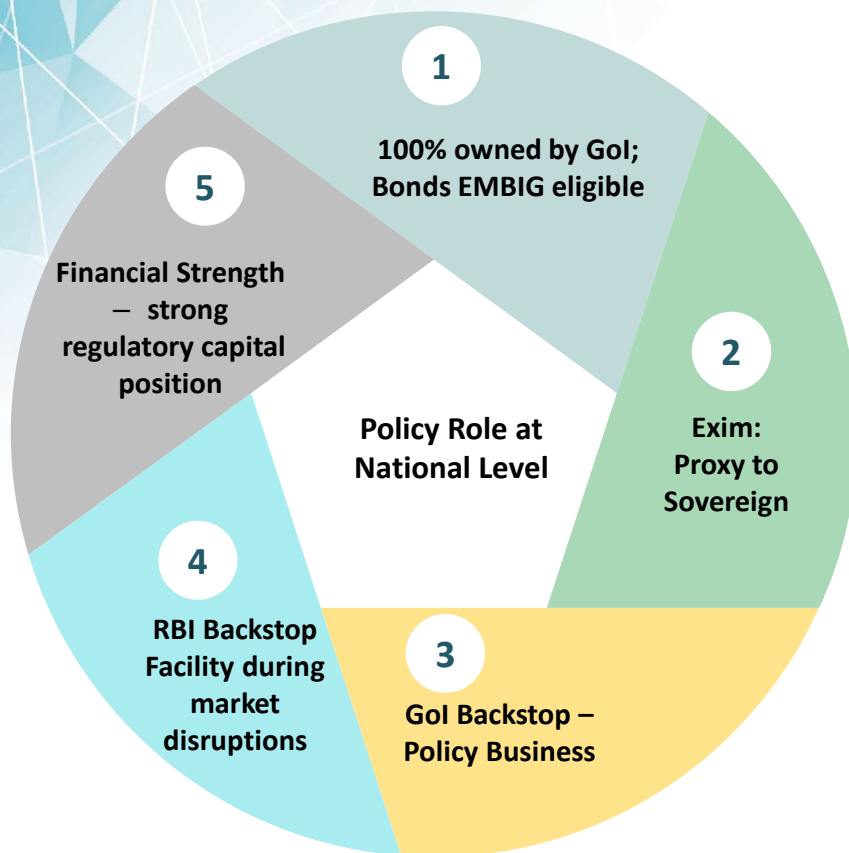 1
100% owned by GoI;
Bonds EMBIG eligible
2
Exim:
Proxy to
Sovereign
3
GoI Backstop –
Policy Business
4
RBI Backstop
Facility during
market
disruptions
5
Financial Strength
– strong
regulatory capital
position
Policy Role at
National Level